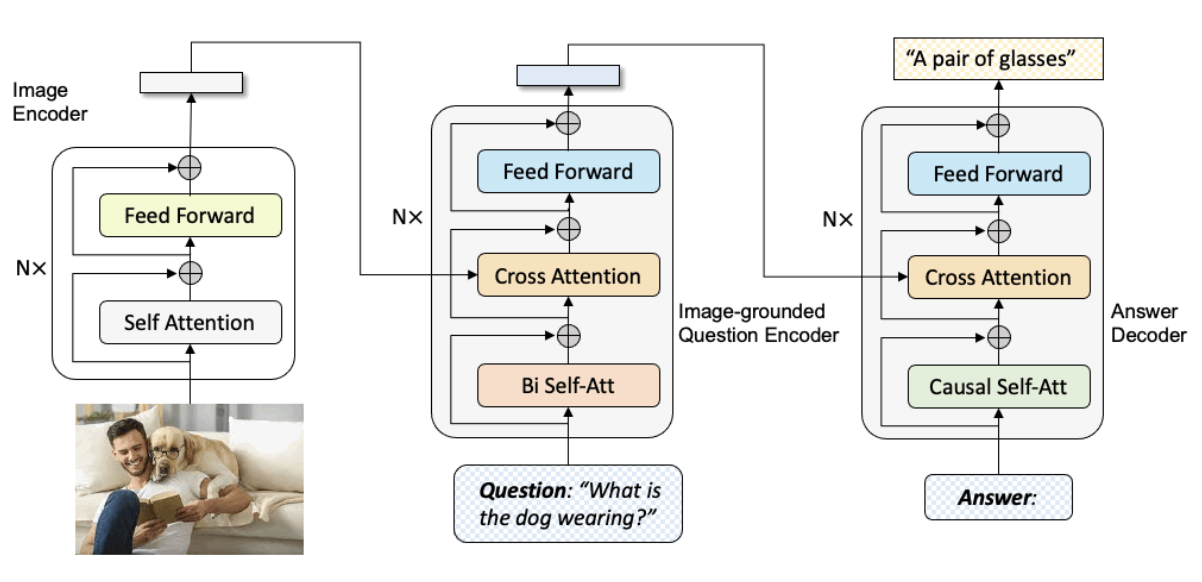 Image
Encoder
N×
Feed Forward
Self Attention
N×
Feed Forward
Cross Attention
Bi Self-Att
Image-grounded
Question Encoder
Question: “What is
the dog wearing?”
“A pair of glasses”
N×
Feed Forward
Cross Attention
Causal Self-Att
Answer
Decoder
Answer: